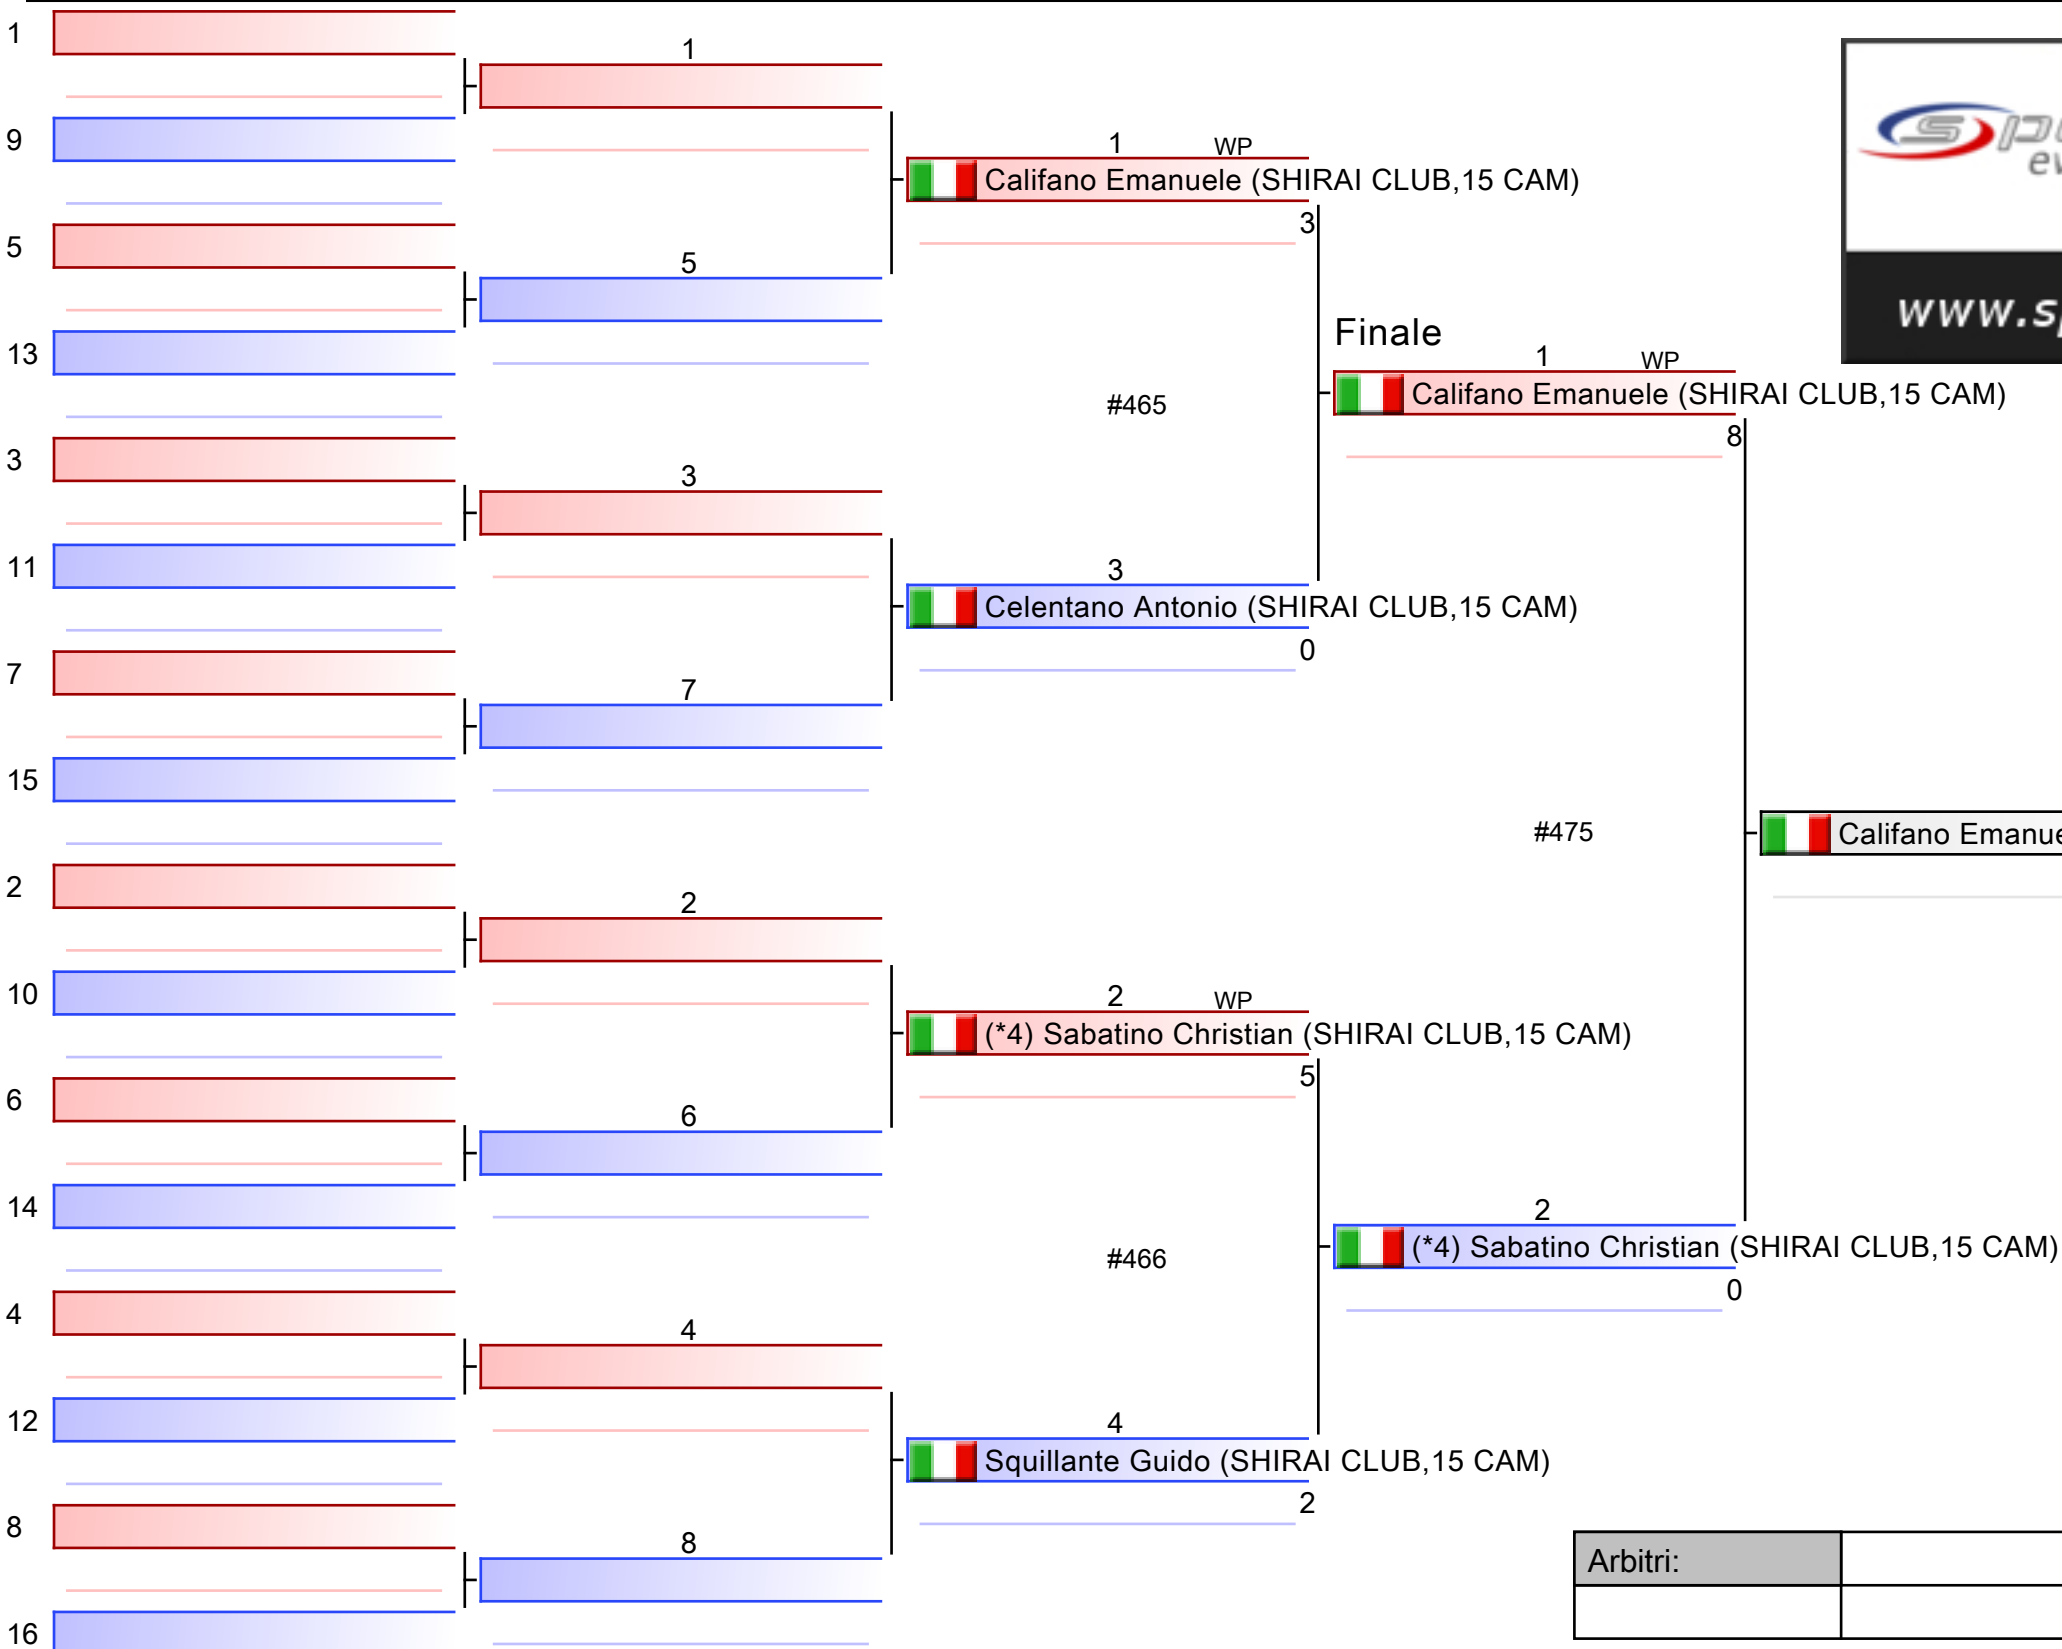 1
9
5
13
3
11
7
15
2
10
6
14
4
12
8
16
1
5
3
7
2
6
4
8
1 WP
Califano Emanuele (SHIRAI CLUB,15 CAM)
3
#465
3
Celentano Antonio (SHIRAI CLUB,15 CAM)
0
2 WP
(*4) Sabatino Christian (SHIRAI CLUB,15 CAM)
5
#466
4
Squillante Guido (SHIRAI CLUB,15 CAM)
2
Finale
1 WP
Califano Emanuele (SHIRAI CLUB,15 CAM)
8
#475
2
(*4) Sabatino Christian (SHIRAI CLUB,15 CAM)
0
Califano Emanue
www.s
Arbitri: